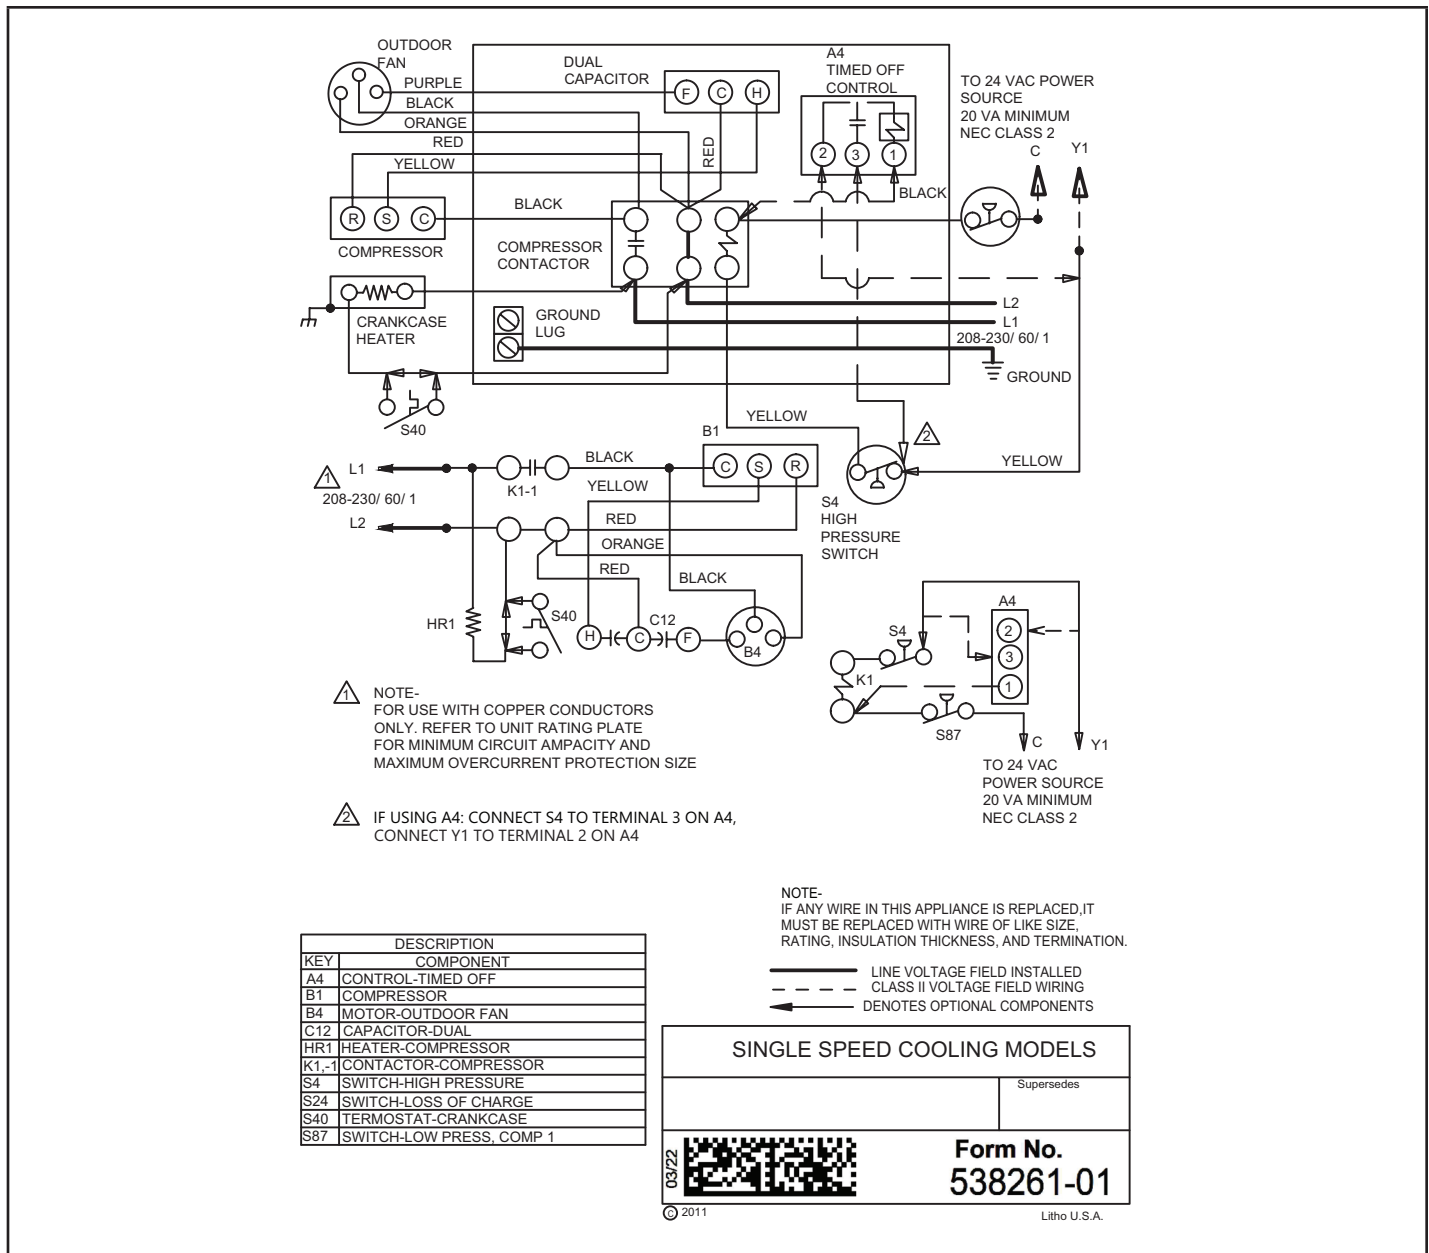 OUTDOOR
FAN
PURPLE
BLACK
ORANGE
RED
YELLOW
DUAL
CAPACITOR
F C H
RED
A4
TIMED OFF
CONTROL
2 3 1
BLACK
TO 24 VAC POWER
SOURCE
20 VA MINIMUM
NEC CLASS 2
C Y1
R S C
COMPRESSOR
BLACK
COMPRESSOR
CONTACTOR
CRANKCASE
HEATER
GROUND
LUG
L2
L1
208-230/ 60/ 1
GROUND
S40
YELLOW
B1
2
YELLOW
1
L1
208-230/ 60/ 1
L2
K1-1
BLACK
C S R
YELLOW
RED
ORANGE
RED
BLACK
S4
HIGH
PRESSURE
SWITCH
HR1
S40
H C F
C12
B4
A4
2
3
1
S4
K1
S87
C Y1
TO 24 VAC
POWER SOURCE
20 VA MINIMUM
NEC CLASS 2
1 NOTE-
FOR USE WITH COPPER CONDUCTORS
ONLY. REFER TO UNIT RATING PLATE
FOR MINIMUM CIRCUIT AMPACITY AND
MAXIMUM OVERCURRENT PROTECTION SIZE
2 IF USING A4: CONNECT S4 TO TERMINAL 3 ON A4,
CONNECT Y1 TO TERMINAL 2 ON A4
NOTE-
IF ANY WIRE IN THIS APPLIANCE IS REPLACED,IT
MUST BE REPLACED WITH WIRE OF LIKE SIZE,
RATING, INSULATION THICKNESS, AND TERMINATION.
LINE VOLTAGE FIELD INSTALLED
CLASS II VOLTAGE FIELD WIRING
DENOTES OPTIONAL COMPONENTS
DESCRIPTION
KEY COMPONENT
A4 CONTROL-TIMED OFF
B1 COMPRESSOR
B4 MOTOR-OUTDOOR FAN
C12 CAPACITOR-DUAL
HR1 HEATER-COMPRESSOR
K1,-1 CONTACTOR-COMPRESSOR
S4 SWITCH-HIGH PRESSURE
S24 SWITCH-LOSS OF CHARGE
S40 TERMOSTAT-CRANKCASE
S87 SWITCH-LOW PRESS, COMP 1
SINGLE SPEED COOLING MODELS
Supersedes
03/22
Form No.
538261-01
© 2011
Litho U.S.A.